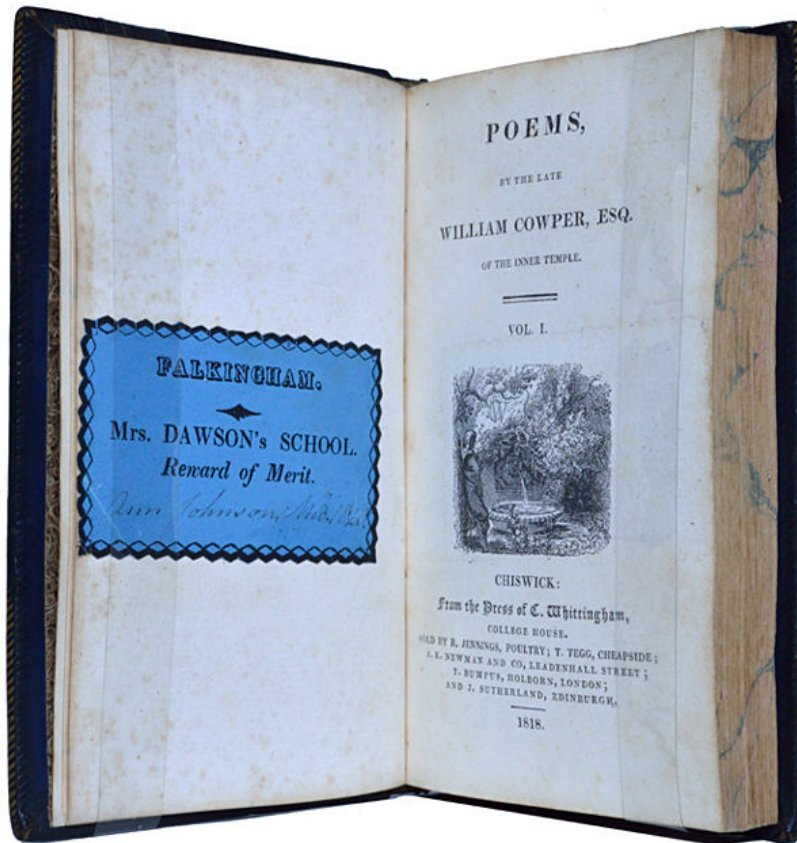 FALKINGHAM.
Mrs. DAWSON's SCHOOL.
Reward of Merit.
Ann Johnson
POEMS,
BY THE LATE
WILLIAM COWPER, ESQ.
OF THE INNER TEMPLE.
VOL. I.
CHISWICK:
From the Press of C. Whittingham,
COLLEGE HOUSE.
SOLD BY R. JENNINGS, POULTRY; T. TEGG, CHEAPSIDE;
A. K. NEWMAN AND CO, LEADENHALL STREET;
T. BUMPUS, HOLBORN, LONDON;
AND J. SUTHERLAND, EDINBURGH.
1818.